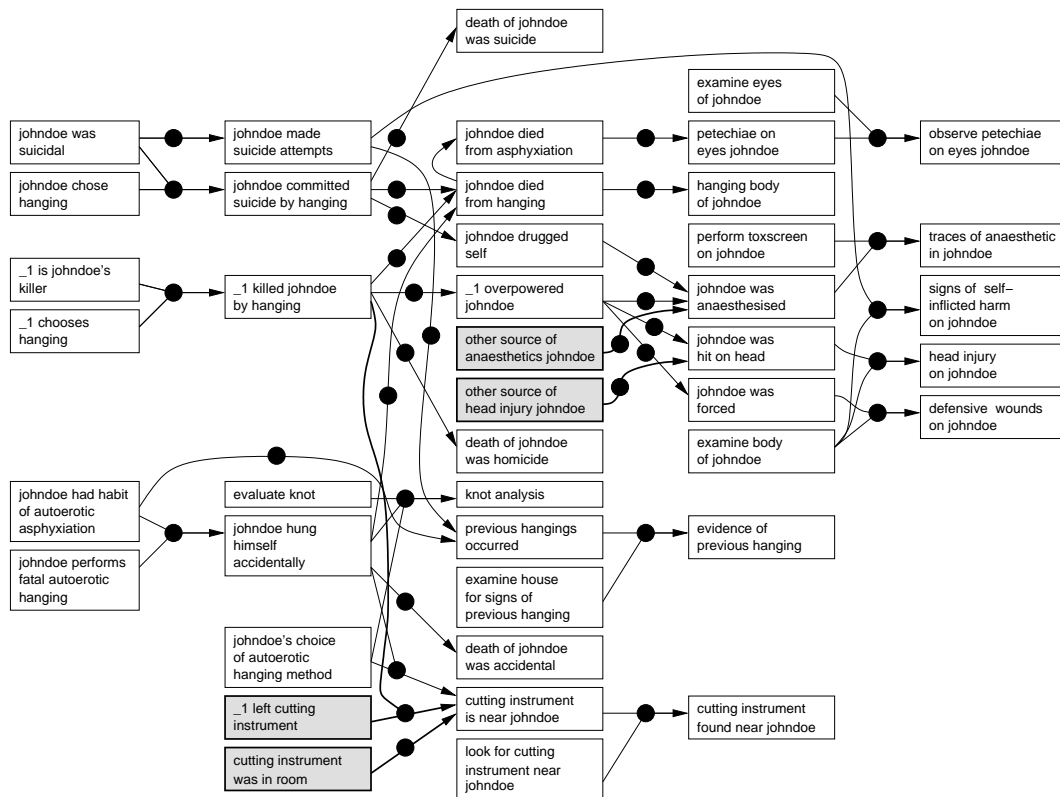 death of johndoe
was suicide
examine eyes
of johndoe
johndoe was
suicidal
johndoe made
suicide attempts
johndoe died
from asphyxiation
petechiae on
eyes johndoe
observe petechiae
on eyes johndoe
johndoe chose
hanging
johndoe committed
suicide by hanging
johndoe died
from hanging
hanging body
of johndoe
johndoe drugged
self
perform toxscreen
on johndoe
traces of anaesthetic
in johndoe
_1 is johndoe's
killer
_1 killed johndoe
by hanging
_1 overpowered
johndoe
johndoe was
anaesthesised
signs of self–
inflicted harm
on johndoe
_1 chooses
hanging
other source of
anaesthetics johndoe
johndoe was
hit on head
head injury
on johndoe
other source of
head injury johndoe
johndoe was
forced
defensive wounds
on johndoe
death of johndoe
was homicide
examine body
of johndoe
johndoe had habit
of autoerotic
asphyxiation
evaluate knot
knot analysis
johndoe hung
himself
accidentally
previous hangings
occurred
evidence of
previous hanging
johndoe performs
fatal autoerotic
hanging
examine house
for signs of
previous hanging
johndoe's choice
of autoerotic
hanging method
death of johndoe
was accidental
_1 left cutting
instrument
cutting instrument
is near johndoe
cutting instrument
found near johndoe
cutting instrument
was in room
look for cutting
instrument near
johndoe